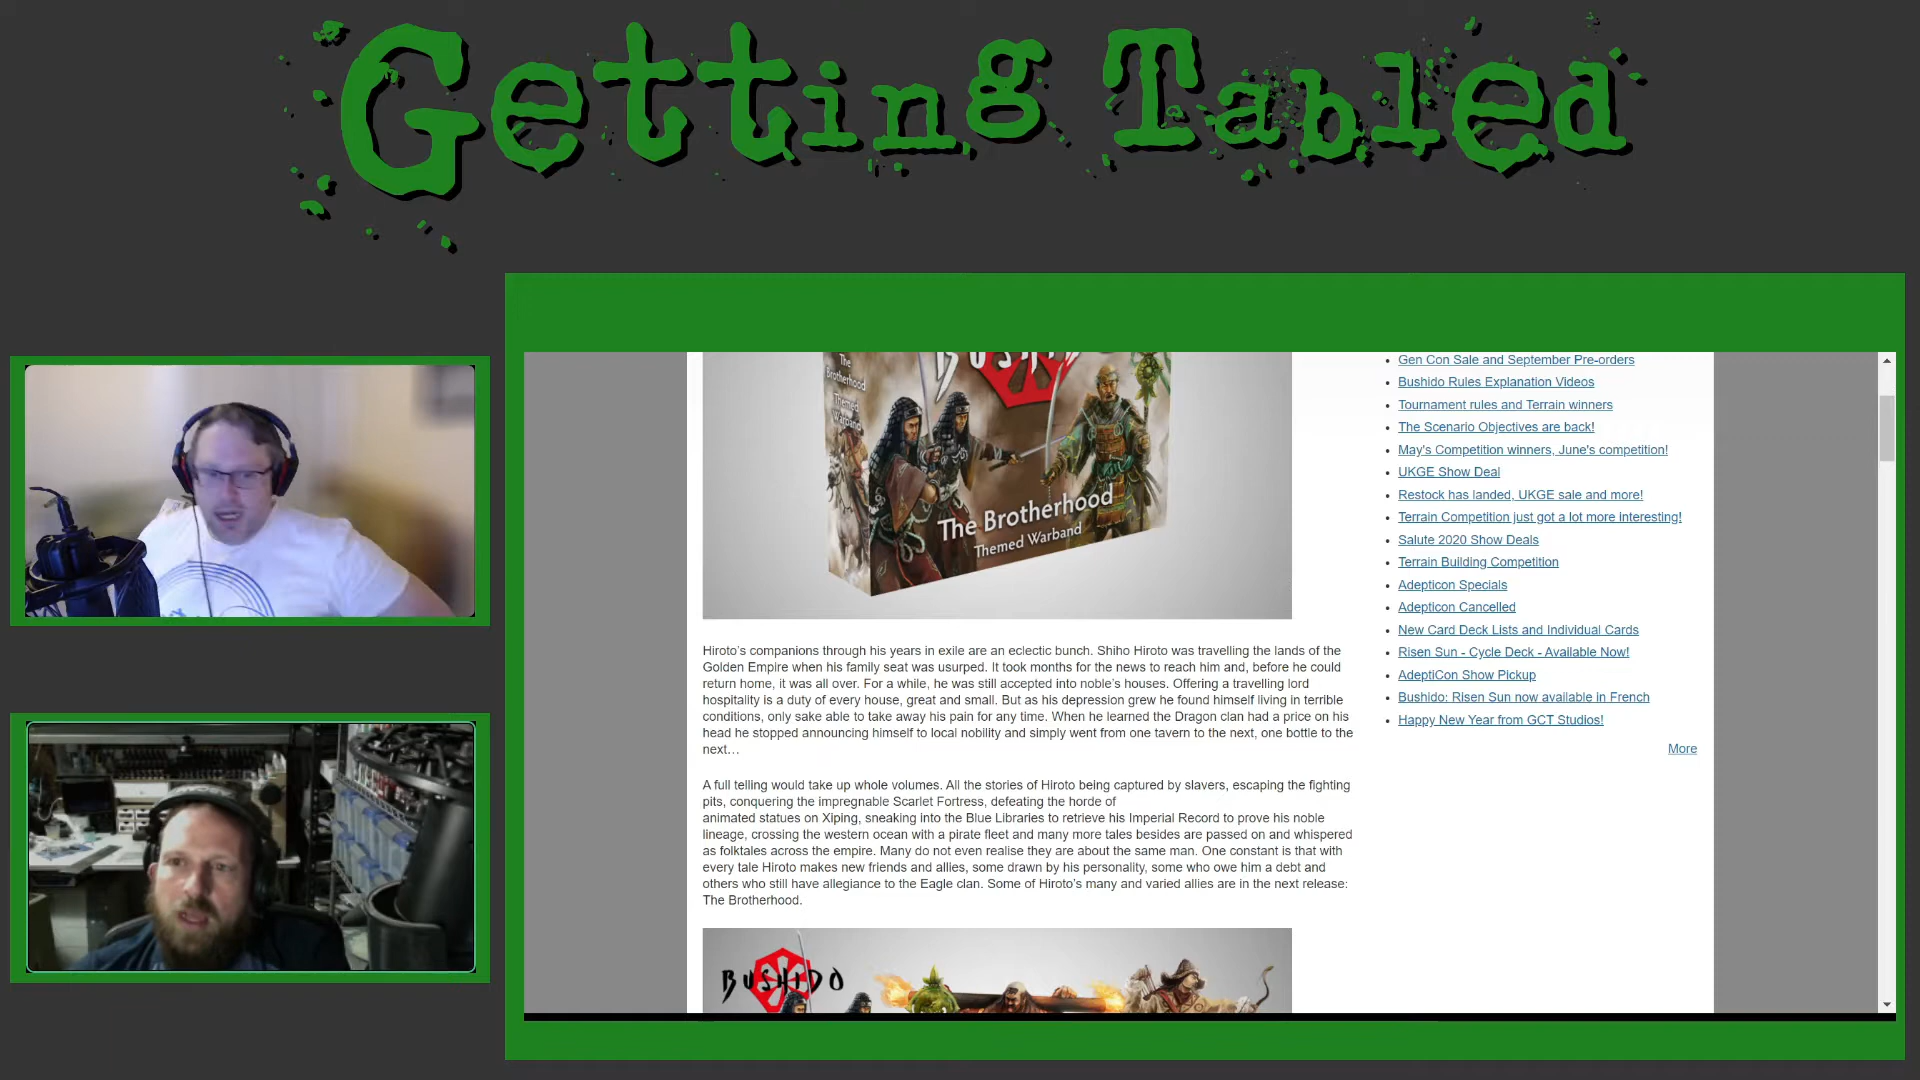 Getting Tabled
BUSHIDO
The
Brotherhood
Themed
Warband
The Brotherhood
Themed Warband
Hiroto’s companions through his years in exile are an eclectic bunch. Shiho Hiroto was travelling the lands of the
Golden Empire when his family seat was usurped. It took months for the news to reach him and, before he could
return home, it was all over. For a while, he was still accepted into noble’s houses. Offering a travelling lord
hospitality is a duty of every house, great and small. But as his depression grew he found himself living in terrible
conditions, only sake able to take away his pain for any time. When he learned the Dragon clan had a price on his
head he stopped announcing himself to local nobility and simply went from one tavern to the next, one bottle to the
next…
A full telling would take up whole volumes. All the stories of Hiroto being captured by slavers, escaping the fighting
pits, conquering the impregnable Scarlet Fortress, defeating the horde of
animated statues on Xiping, sneaking into the Blue Libraries to retrieve his Imperial Record to prove his noble
lineage, crossing the western ocean with a pirate fleet and many more tales besides are passed on and whispered
as folktales across the empire. Many do not even realise they are about the same man. One constant is that with
every tale Hiroto makes new friends and allies, some drawn by his personality, some who owe him a debt and
others who still have allegiance to the Eagle clan. Some of Hiroto’s many and varied allies are in the next release:
The Brotherhood.
BUSHIDO
Gen Con Sale and September Pre-orders
Bushido Rules Explanation Videos
Tournament rules and Terrain winners
The Scenario Objectives are back!
May's Competition winners, June's competition!
UKGE Show Deal
Restock has landed, UKGE sale and more!
Terrain Competition just got a lot more interesting!
Salute 2020 Show Deals
Terrain Building Competition
Adepticon Specials
Adepticon Cancelled
New Card Deck Lists and Individual Cards
Risen Sun - Cycle Deck - Available Now!
AdeptiCon Show Pickup
Bushido: Risen Sun now available in French
Happy New Year from GCT Studios!
More